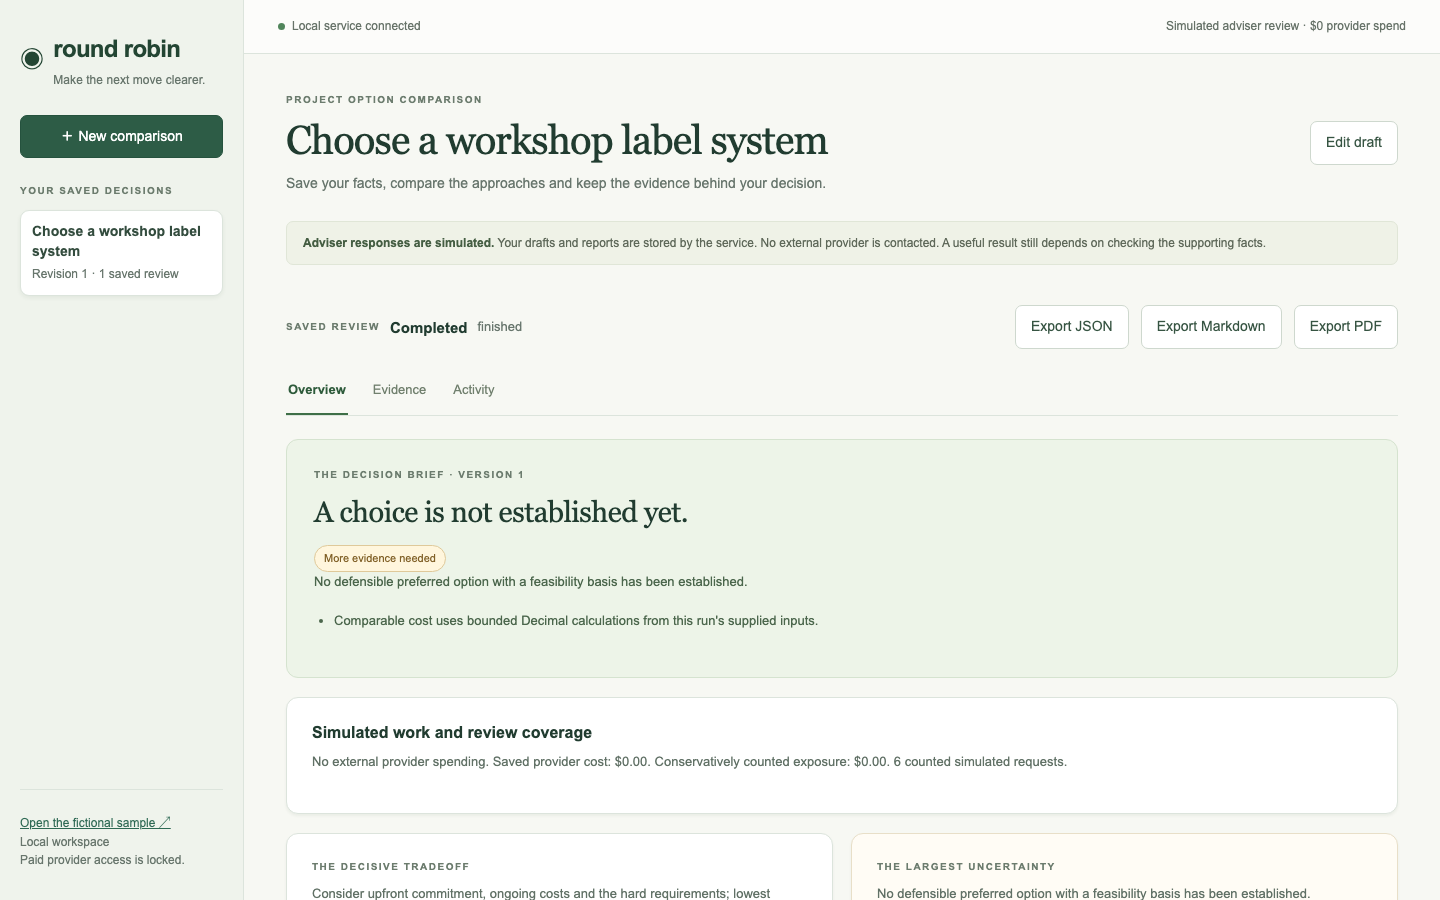 round robin
Make the next move clearer.
+ New comparison
YOUR SAVED DECISIONS
Choose a workshop label
system
Revision 1 · 1 saved review
Open the fictional sample ↗
Local workspace
Paid provider access is locked.
Local service connected
Simulated adviser review · $0 provider spend
PROJECT OPTION COMPARISON
Choose a workshop label system
Edit draft
Save your facts, compare the approaches and keep the evidence behind your decision.
Adviser responses are simulated. Your drafts and reports are stored by the service. No external provider is contacted. A useful result still depends on checking the supporting facts.
SAVED REVIEW Completed finished
Export JSON
Export Markdown
Export PDF
Overview
Evidence
Activity
THE DECISION BRIEF · VERSION 1
A choice is not established yet.
More evidence needed
No defensible preferred option with a feasibility basis has been established.
• Comparable cost uses bounded Decimal calculations from this run's supplied inputs.
Simulated work and review coverage
No external provider spending. Saved provider cost: $0.00. Conservatively counted exposure: $0.00. 6 counted simulated requests.
THE DECISIVE TRADEOFF
Consider upfront commitment, ongoing costs and the hard requirements; lowest
THE LARGEST UNCERTAINTY
No defensible preferred option with a feasibility basis has been established.